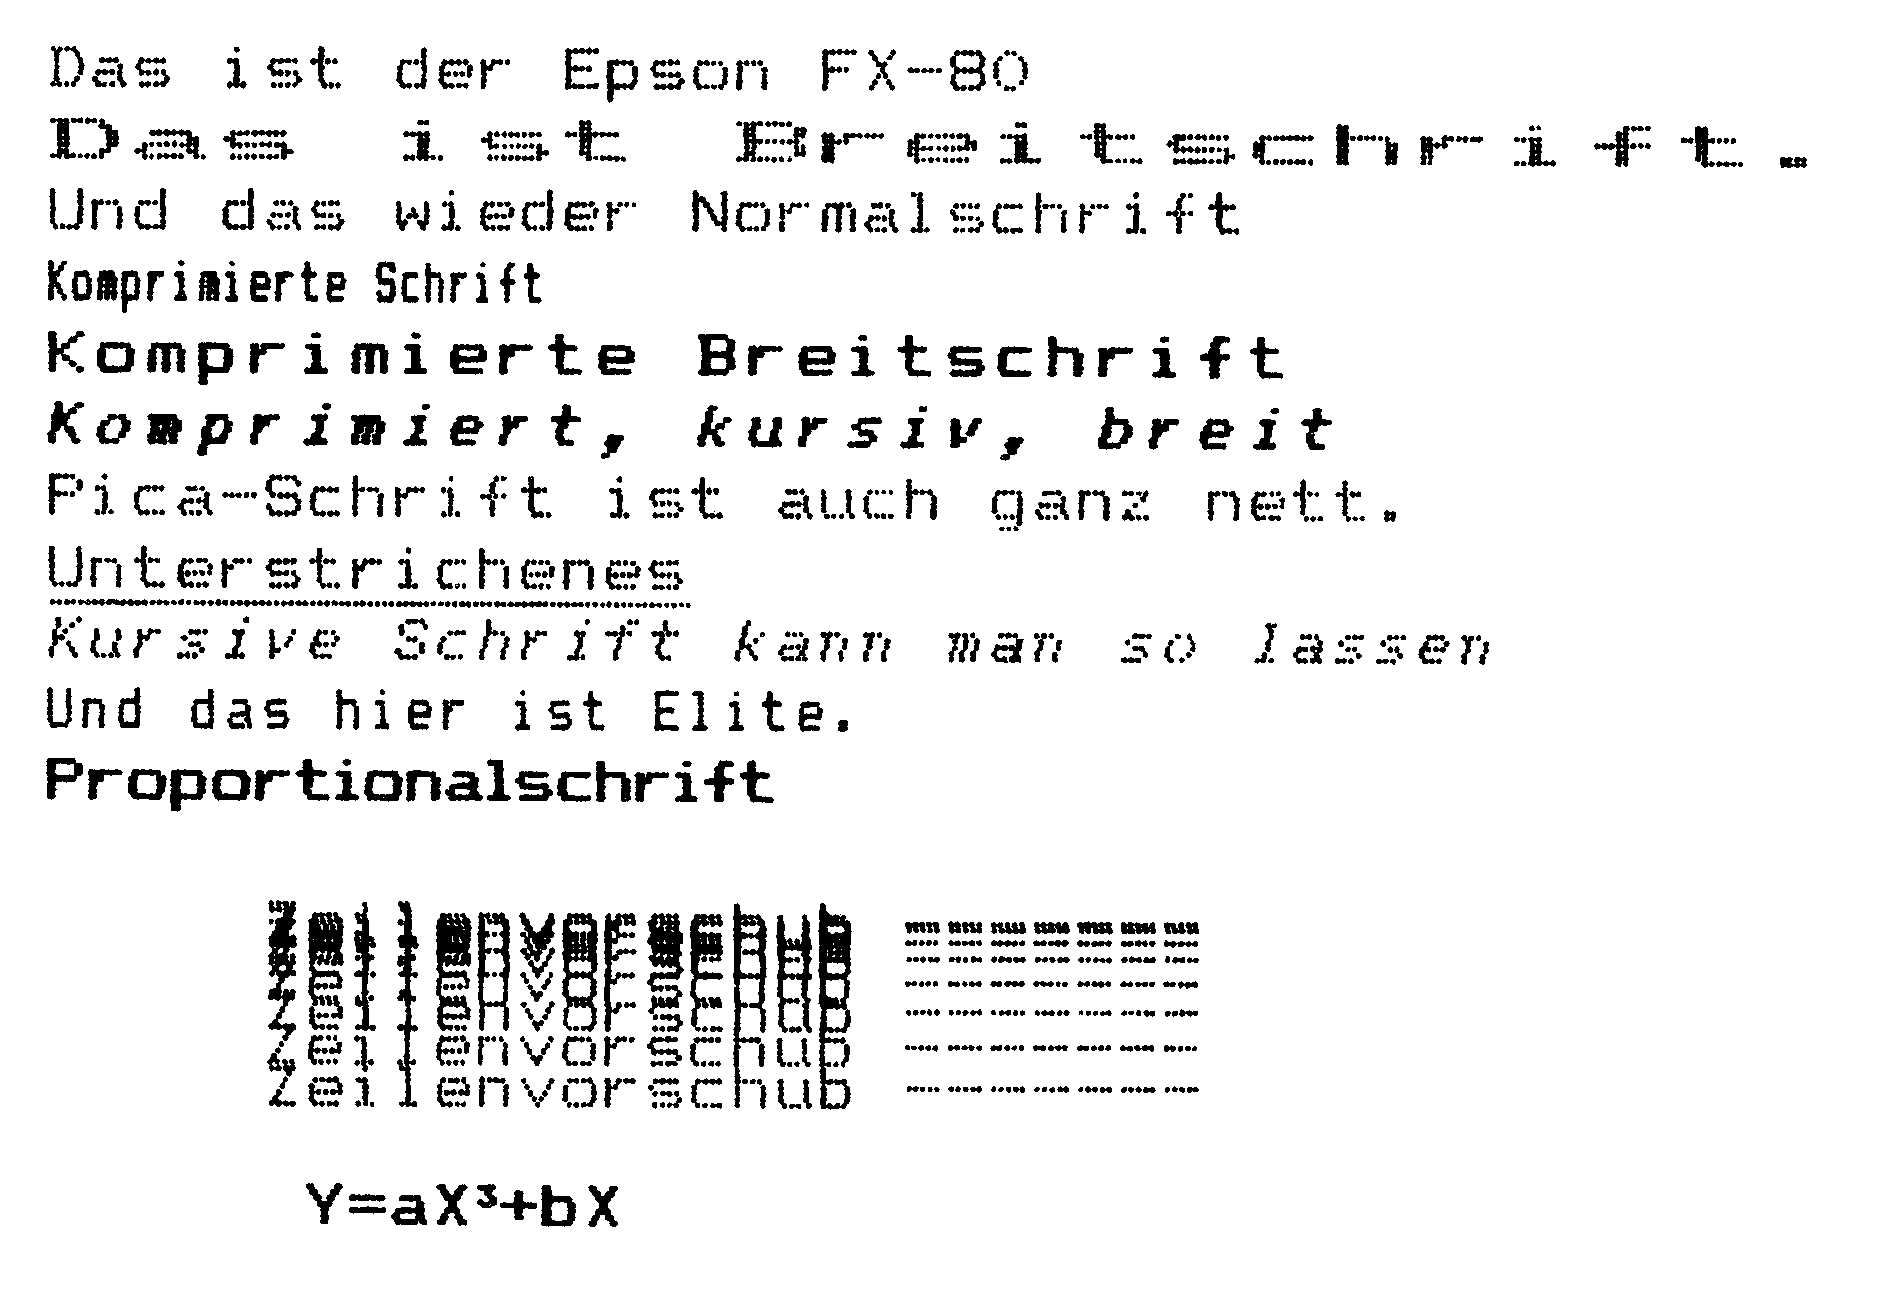 Das ist der Epson FX-80
Das ist Breitschrift.
Und das wieder Normalschrift
Komprimierte Schrift
Komprimierte Breitschrift
Komprimiert, kursiv, breit
Pica-Schrift ist auch ganz nett.
Unterstrichenes
Kursive Schrift kann man so lassen
Und das hier ist Elite.
Proportionalschrift
Zeilenvorschub -------
Zeilenvorschub -------
Zeilenvorschub -------
Zeilenvorschub -------
Zeilenvorschub -------
Zeilenvorschub -------
Zeilenvorschub -------
Y=aX³+bX